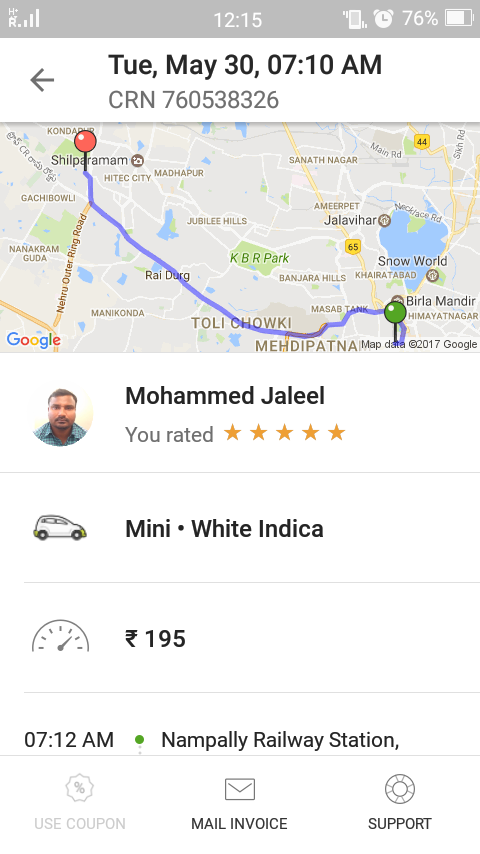 12:15
76%
Tue, May 30, 07:10 AM
CRN 760538326
KONDAPUR
Shilparamam
HITEC CITY
MADHAPUR
SANATH NAGAR
Main Rd
44
Sikh Rd
GACHIBOWLI
JUBILEE HILLS
AMEERPET
Jalavihar
Necklace Rd
NANAKRAM
GUDA
Nehru Outer Ring Road
K B R Park
65
Snow World
KHAIRATABAD
Rai Durg
BANJARA HILLS
Birla Mandir
MANIKONDA
MASAB TANK
HIMAYATNAGAR
TOLI CHOWKI
MEHDIPATNA
Google
Map data ©2017 Google
Mohammed Jaleel
You rated
Mini • White Indica
₹ 195
07:12 AM
Nampally Railway Station,
%
USE COUPON
MAIL INVOICE
SUPPORT